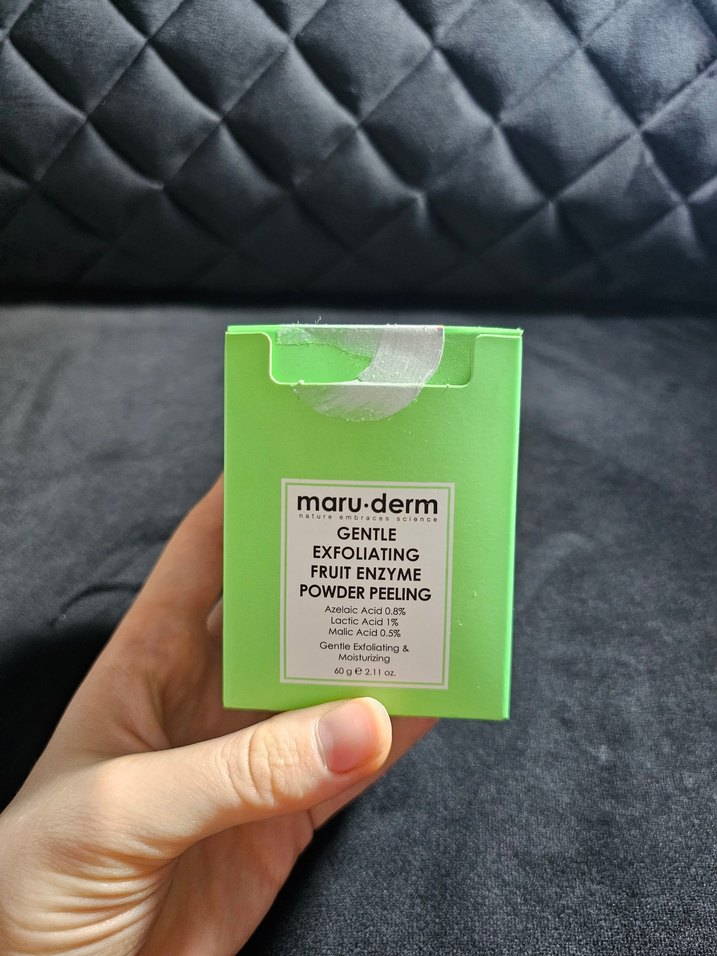 maru·derm
nature embraces science
GENTLE
EXFOLIATING
FRUIT ENZYME
POWDER PEELING
Azelaic Acid 0.8%
Lactic Acid 1%
Malic Acid 0.5%
Gentle Exfoliating &
Moisturizing
60 g ℮ 2.11 oz.